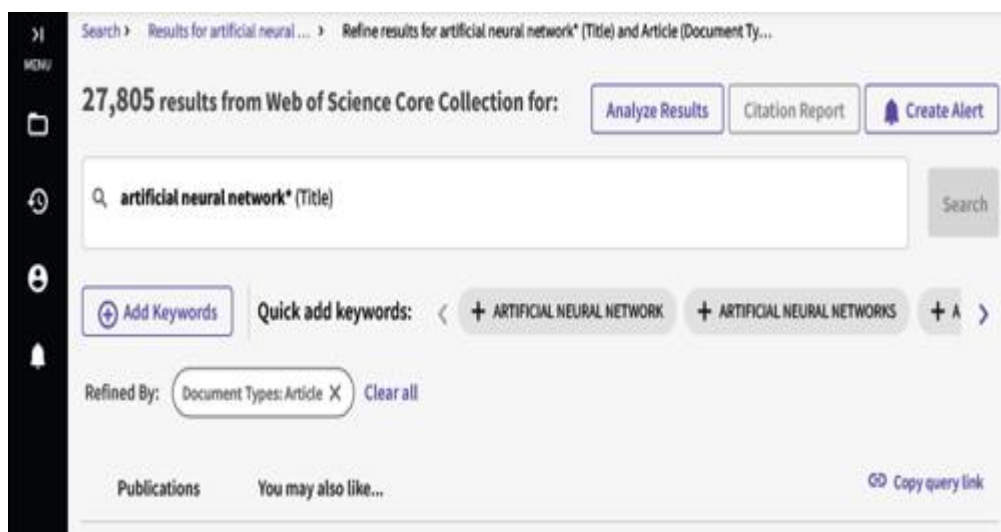 Search > Results for artificial neural ... > Refine results for artificial neural network* (Title) and Article (Document Ty...
MENU
27,805 results from Web of Science Core Collection for:
Analyze Results
Citation Report
Create Alert
artificial neural network* (Title)
Search
Add Keywords
Quick add keywords:
< + ARTIFICIAL NEURAL NETWORK
+ ARTIFICIAL NEURAL NETWORKS
+ A >
Refined By:
Document Types: Article X
Clear all
Publications
You may also like...
Copy query link